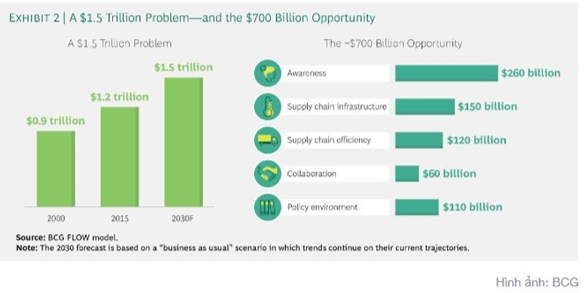 EXHIBIT 2 | A $1.5 Trillion Problem—and the $700 Billion Opportunity
A $1.5 Trillion Problem
$0.9 trillion
$1.2 trillion
$1.5 trillion
2000
2015
2030F
The ~$700 Billion Opportunity
Awareness
$260 billion
Supply chain infrastructure
$150 billion
Supply chain efficiency
$120 billion
Collaboration
$60 billion
Policy environment
$110 billion
Source: BCG FLOW model.
Note: The 2030 forecast is based on a "business as usual" scenario in which trends continue on their current trajectories.
Hình ảnh: BCG